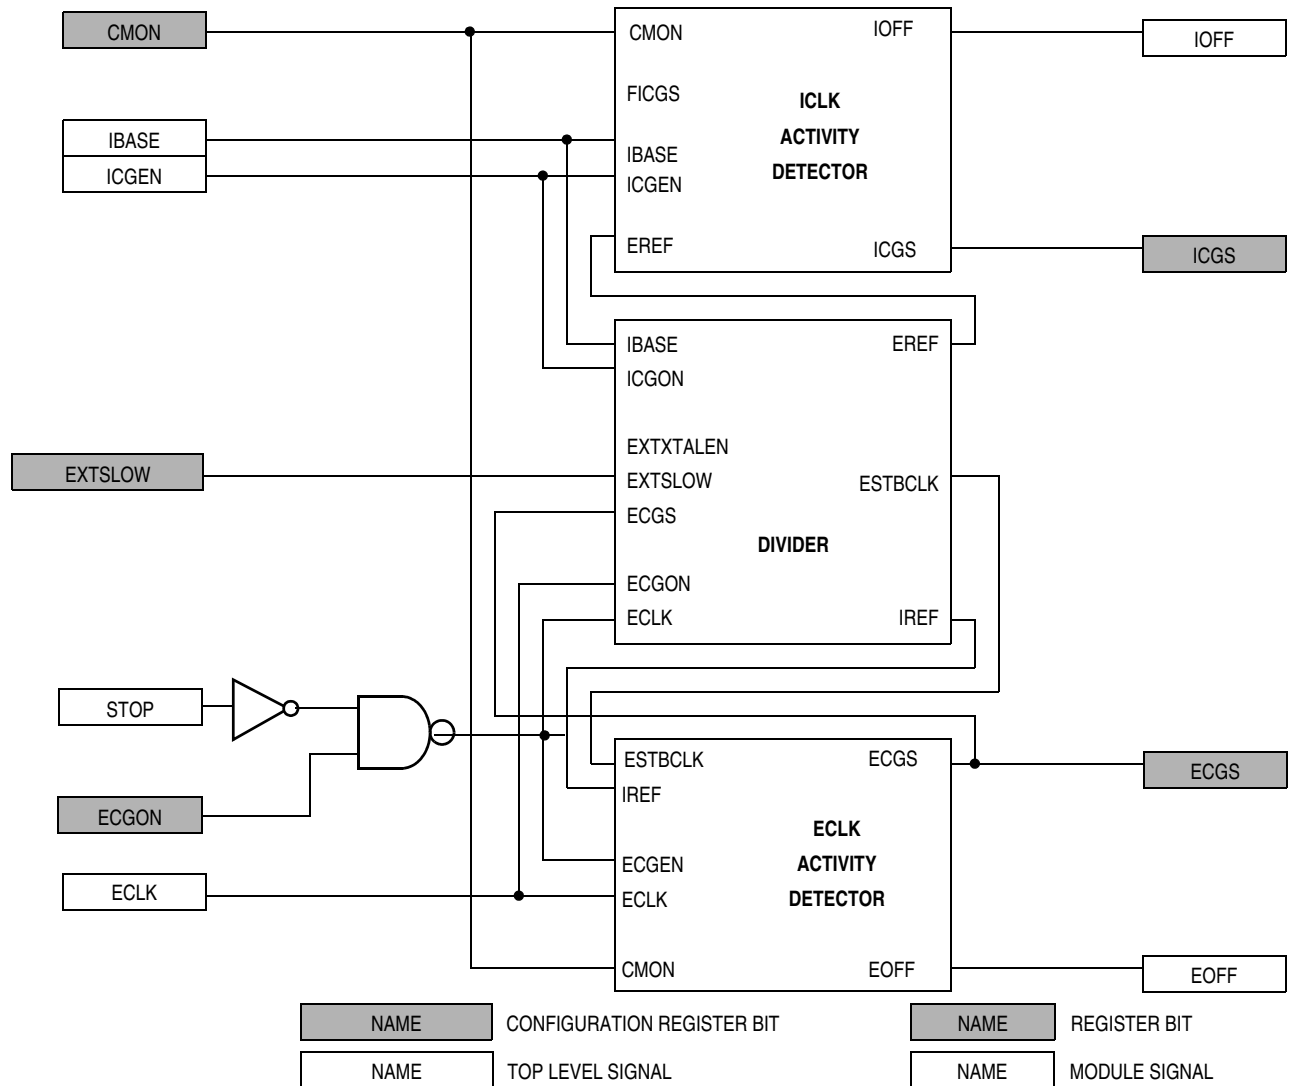 CMON
IBASE
ICGEN
EXTSLOW
STOP
ECGON
ECLK
CMON
FICGS
IBASE
ICGEN
EREF
ICLK
ACTIVITY
DETECTOR
IOFF
ICGS
IBASE
ICGON
EXTXTALEN
EXTSLOW
ECGS
ECGON
ECLK
DIVIDER
EREF
ESTBCLK
IREF
ESTBCLK
IREF
ECGEN
ECLK
CMON
ECLK
ACTIVITY
DETECTOR
ECGS
EOFF
IOFF
ICGS
ECGS
EOFF
NAME CONFIGURATION REGISTER BIT
NAME TOP LEVEL SIGNAL
NAME REGISTER BIT
NAME MODULE SIGNAL